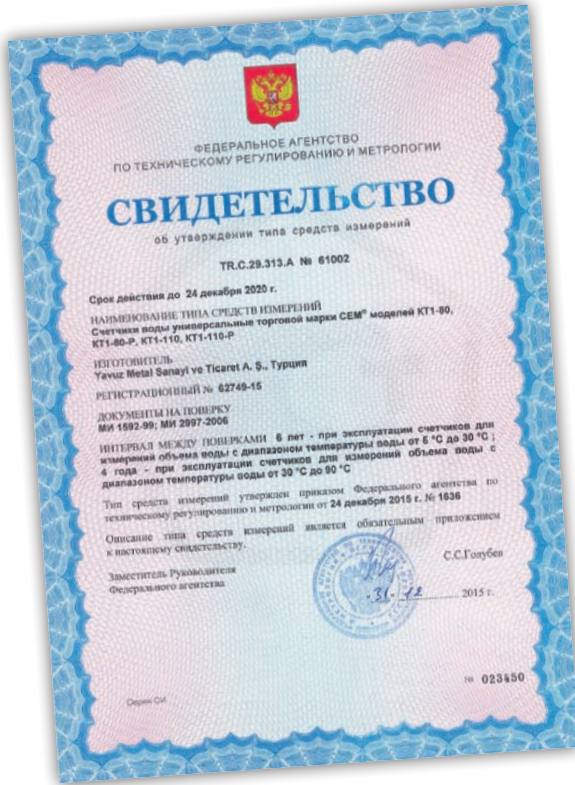 ФЕДЕРАЛЬНОЕ АГЕНТСТВО
ПО ТЕХНИЧЕСКОМУ РЕГУЛИРОВАНИЮ И МЕТРОЛОГИИ
СВИДЕТЕЛЬСТВО
об утверждении типа средств измерений
TR.C.29.313.A № 61002
Срок действия до 24 декабря 2020 г.
НАИМЕНОВАНИЕ ТИПА СРЕДСТВ ИЗМЕРЕНИЙ
Счетчики воды универсальные торговой марки CEM® моделей КТ1-80,
КТ1-80-Р, КТ1-110, КТ1-110-Р
ИЗГОТОВИТЕЛЬ
Yavuz Metal Sanayi ve Ticaret A. Ş., Турция
РЕГИСТРАЦИОННЫЙ № 62749-15
ДОКУМЕНТЫ НА ПОВЕРКУ
МИ 1592-99; МИ 2997-2006
ИНТЕРВАЛ МЕЖДУ ПОВЕРКАМИ 6 лет - при эксплуатации счетчиков для
измерений объема воды с диапазоном температуры воды от 5 °С до 30 °С ;
4 года - при эксплуатации счетчиков для измерений объема воды с
диапазоном температуры воды от 30 °С до 90 °С
Тип средств измерений утвержден приказом Федерального агентства по
техническому регулированию и метрологии от 24 декабря 2015 г. № 1636
Описание типа средств измерений является обязательным приложением
к настоящему свидетельству.
Заместитель Руководителя
Федерального агентства
С.С.Голубев
31 12 2015 г.
Серия СИ
№ 023450